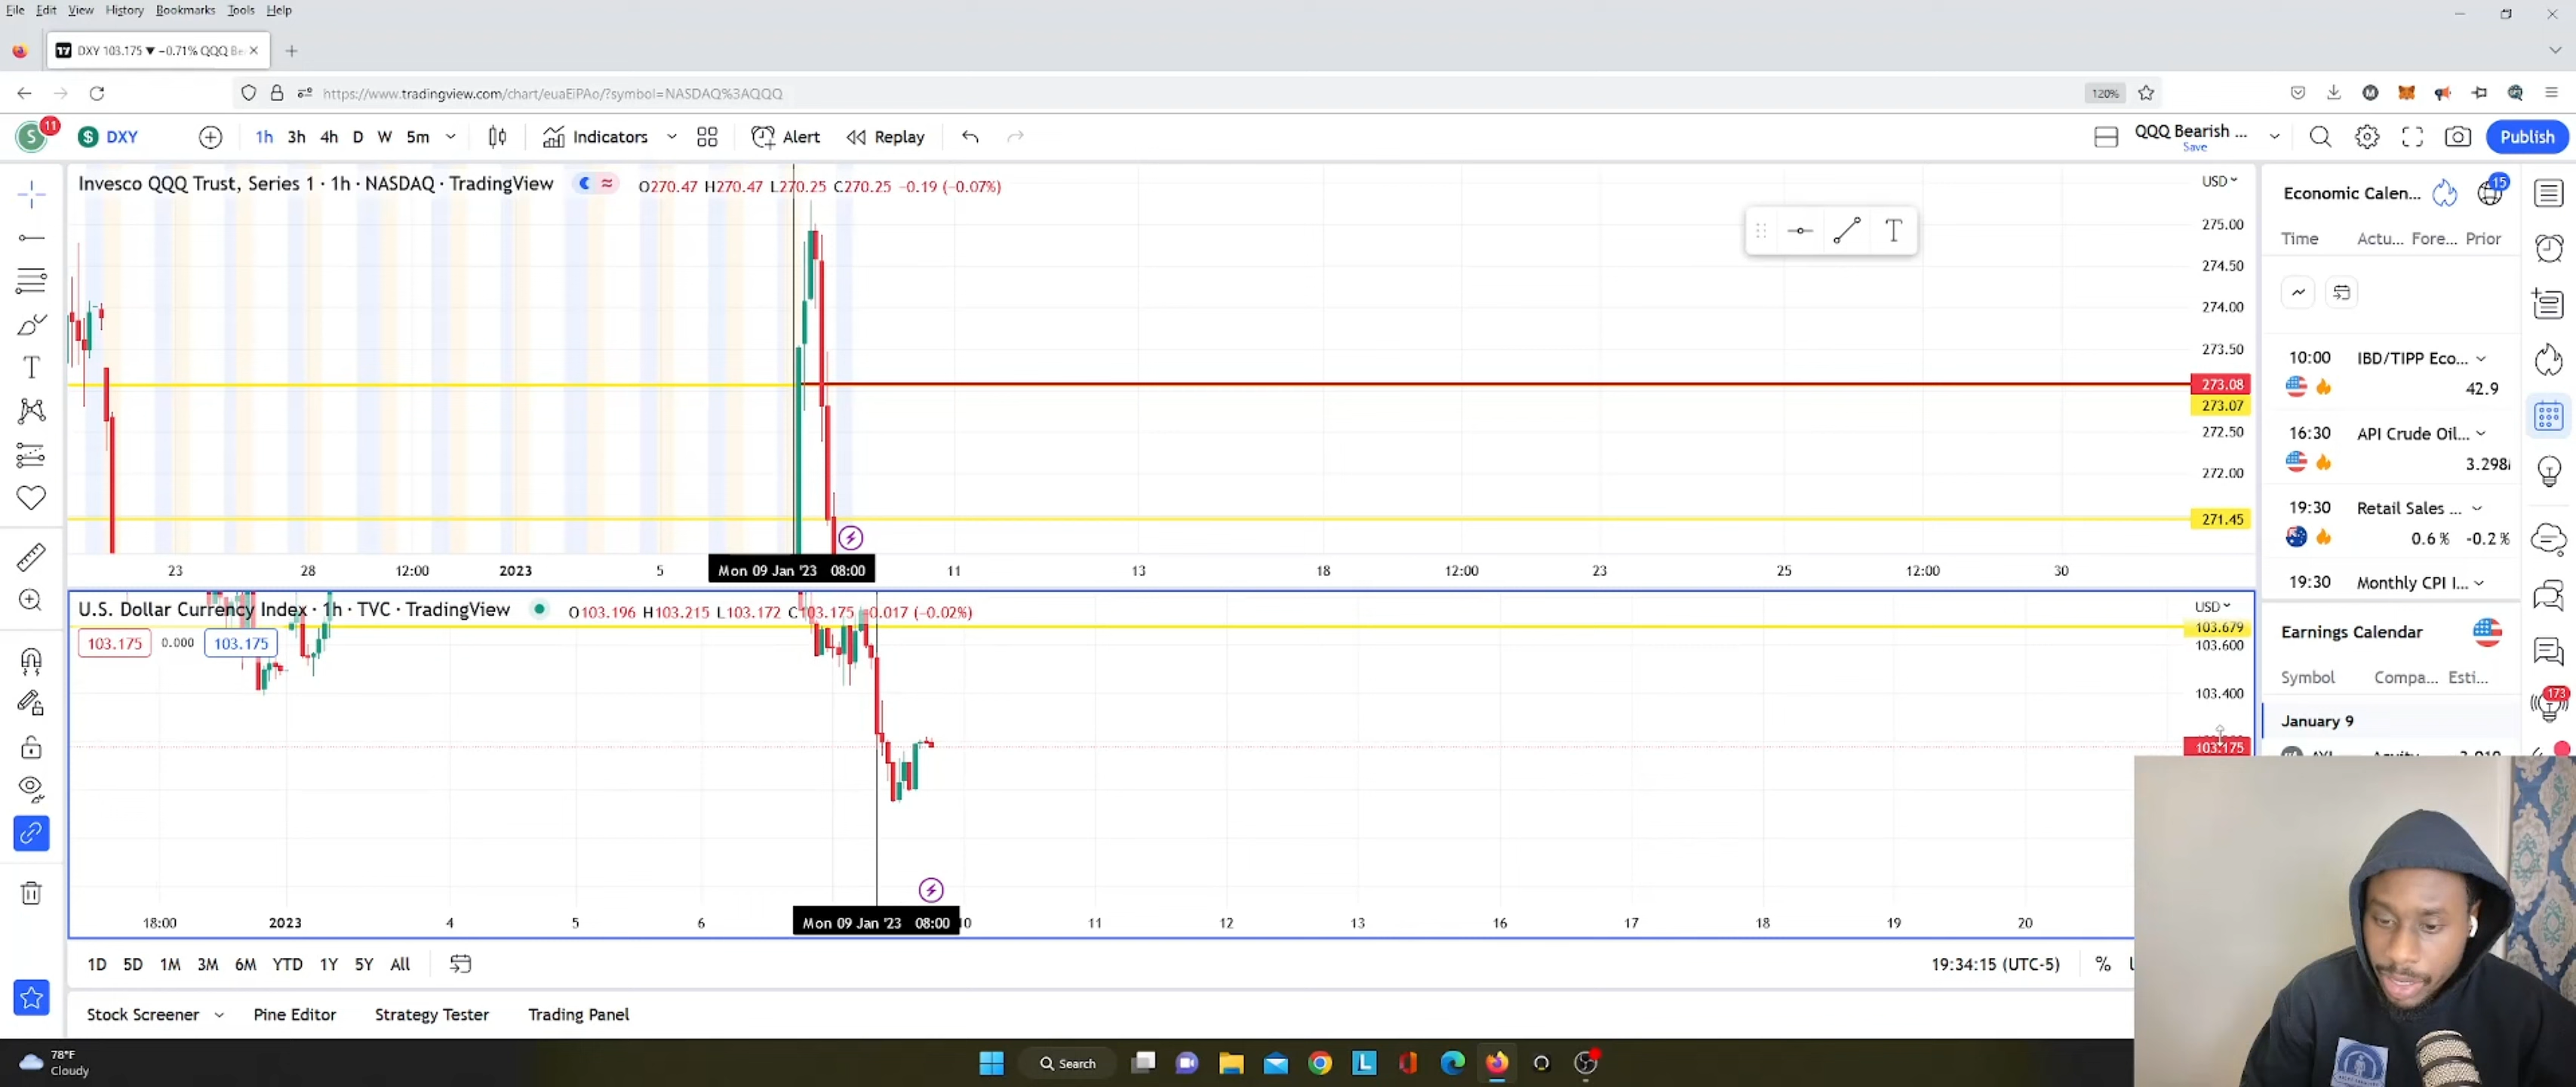 File Edit View History Bookmarks Tools Help
DXY 103.175 ▼ −0.71% QQQ Be
https://www.tradingview.com/chart/euaEiPAo/?symbol=NASDAQ%3AQQQ
120%
S 11 $ DXY 1h 3h 4h D W 5m Indicators Alert Replay QQQ Bearish ... Save Publish
Invesco QQQ Trust, Series 1 · 1h · NASDAQ · TradingView O270.47 H270.47 L270.25 C270.25 −0.19 (−0.07%)
USD
275.00
274.50
274.00
273.50
273.08
273.07
272.50
272.00
271.45
23 28 12:00 2023 5 Mon 09 Jan '23 08:00 11 13 18 12:00 23 25 12:00 30
U.S. Dollar Currency Index · 1h · TVC · TradingView O103.196 H103.215 L103.172 C103.175 −0.017 (−0.02%)
103.175 0.000 103.175
USD
103.679
103.600
103.400
103.175
18:00 2023 4 5 6 Mon 09 Jan '23 08:00 10 11 12 13 16 17 18 19 20
1D 5D 1M 3M 6M YTD 1Y 5Y All 19:34:15 (UTC-5) %
Stock Screener Pine Editor Strategy Tester Trading Panel
Economic Calen... 15
Time Actu... Fore... Prior
10:00 IBD/TIPP Eco...
42.9
16:30 API Crude Oil...
3.298
19:30 Retail Sales ...
0.6% -0.2%
19:30 Monthly CPI I...
Earnings Calendar
Symbol Compa... Esti...
173
January 9
78°F
Cloudy
Search